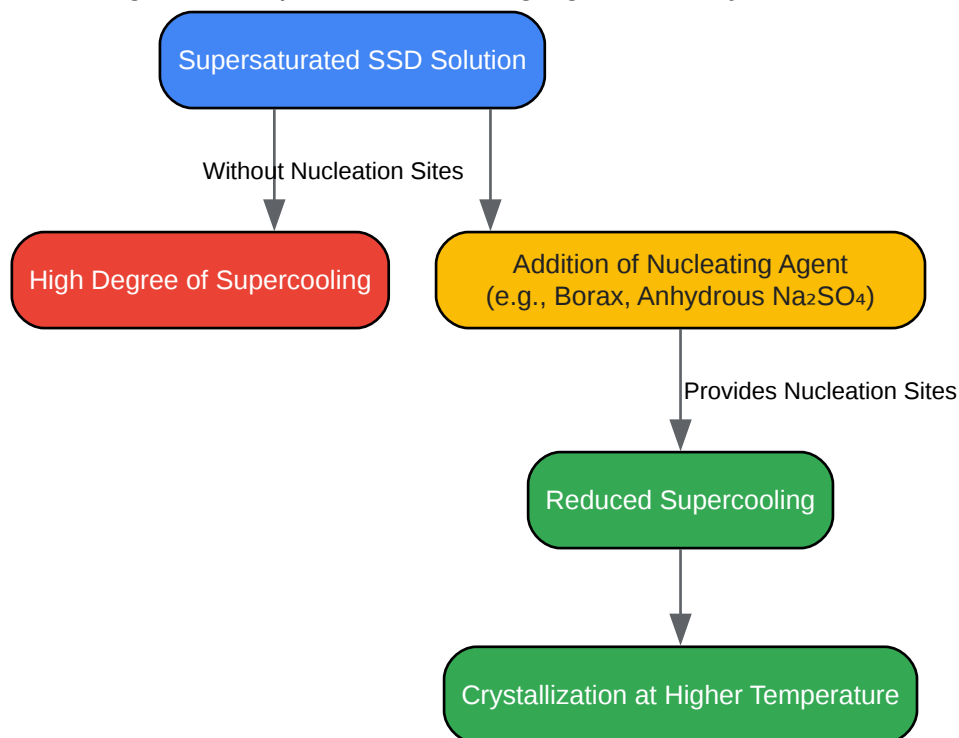 Supersaturated SSD Solution
Without Nucleation Sites
High Degree of Supercooling
Addition of Nucleating Agent
(e.g., Borax, Anhydrous Na₂SO₄)
Provides Nucleation Sites
Reduced Supercooling
Crystallization at Higher Temperature